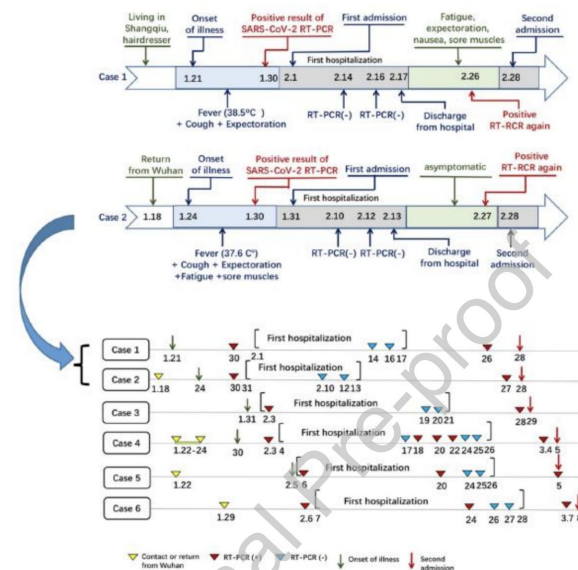 Living in
Shangqiu,
hairdresser
Onset
of illness
Positive result of
SARS-CoV-2 RT-PCR
First admission
Fatigue,
expectoration,
nausea, sore muscles
Second
admission
First hospitalization
Case 1
1.21
1.30
2.1
2.14
2.16
2.17
2.26
2.28
Fever (38.5°C )
+ Cough + Expectoration
RT-PCR(-)
RT-PCR(-)
Discharge
from hospital
Positive
RT-RCR again
Return
from Wuhan
Onset
of illness
Positive result of
SARS-CoV-2 RT-PCR
First admission
asymptomatic
Positive
RT-RCR again
First hospitalization
Case 2
1.18
1.24
1.30
1.31
2.10
2.12
2.13
2.27
2.28
Fever (37.6 C°)
+ Cough + Expectoration
+Fatigue +sore muscles
RT-PCR(-)
RT-PCR(-)
Discharge
from hospital
Second
admission
Case 1
First hospitalization
1.21 30 2.1 14 16 17 26 28
Case 2
First hospitalization
1.18 24 30 31 2.10 12 13 27 28
Case 3
First hospitalization
1.31 2.3 19 20 21 28 29
Case 4
First hospitalization
1.22 -24 30 2.3 4 17 18 20 22 24 25 26 3.4 5
Case 5
First hospitalization
1.22 2.5 6 20 24 25 26 5
Case 6
First hospitalization
1.29 2.6 7 24 26 27 28 3.7 8
Contact or return
from Wuhan
RT-PCR (+)
RT-PCR (-)
Onset of illness
Second
admission
al Pre-proof